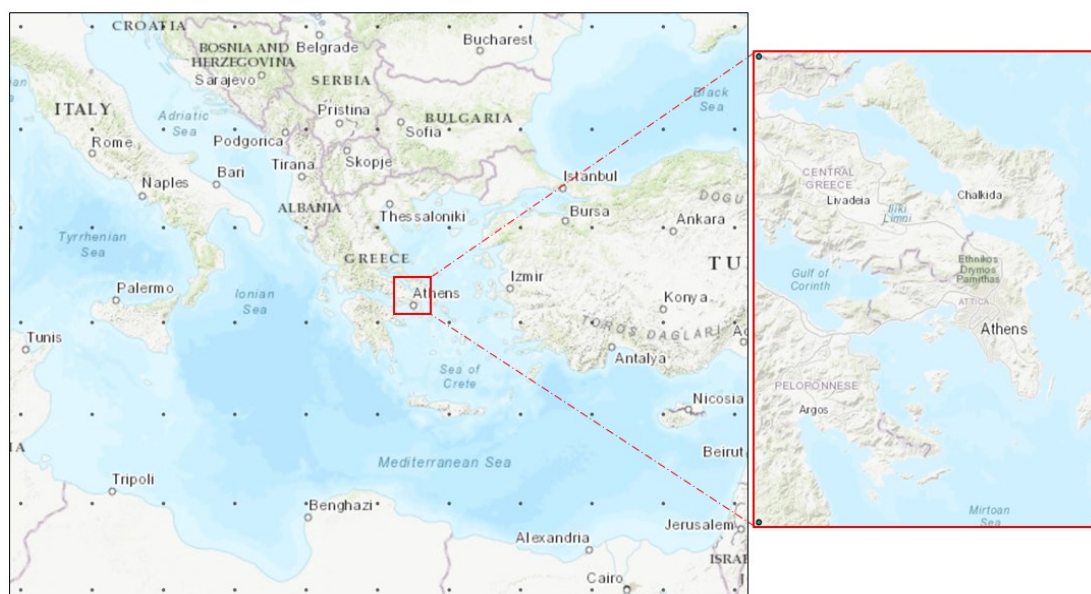 CROATIA
BOSNIA AND
HERZEGOVINA
Belgrade
Bucharest
Sarajevo
SERBIA
ITALY
Adriatic
Sea
Pristina
BULGARIA
Black
Sea
Rome
Podgorica
Sofia
Tirana
Skopje
Bari
Istanbul
Naples
ALBANIA
Thessaloniki
Bursa
Ankara
Tyrrhenian
Sea
GREECE
Izmir
Palermo
Ionian
Sea
Athens
Konya
TOROS DAGLARI
Tunis
Antalya
Sea of
Crete
Nicosia
Mediterranean Sea
Beirut
Tripoli
Benghazi
Alexandria
Jerusalem
Cairo
CENTRAL
GREECE
Livadeia
Chalkida
Iliki
Limni
Gulf of
Corinth
Ethnikos
Drymos
Parnithas
ATTICA
Athens
PELOPONNESE
Argos
Mirtoan
Sea